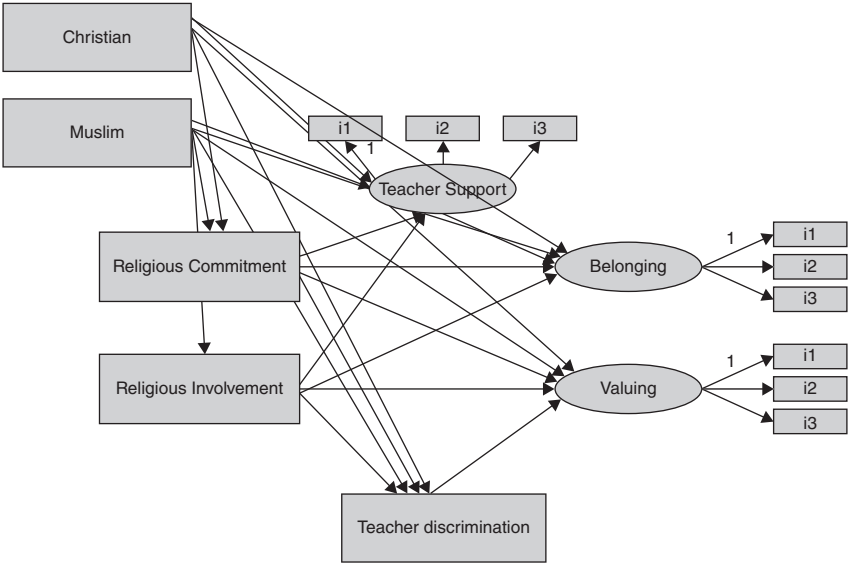 Christian
Muslim
i1
i2
i3
1
Teacher Support
Religious Commitment
Belonging
1
i1
i2
i3
Religious Involvement
Valuing
1
i1
i2
i3
Teacher discrimination